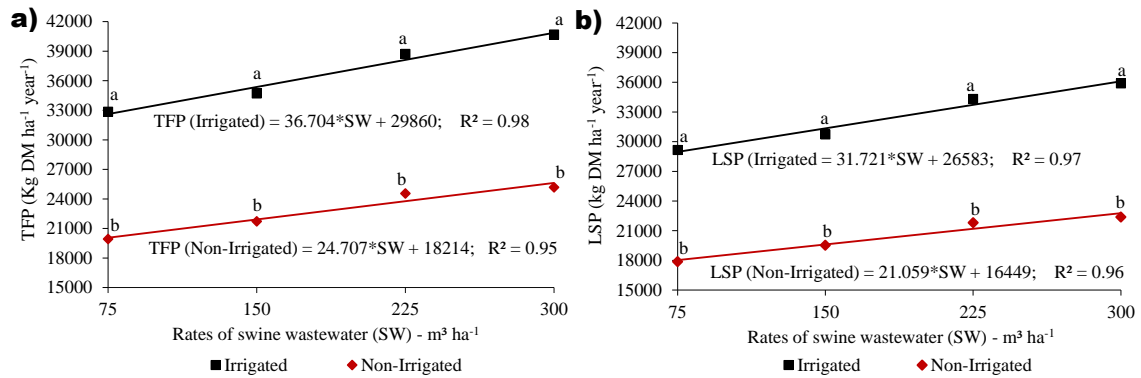 a)
TFP (Kg DM ha⁻¹ year⁻¹)
42000
39000
36000
33000
30000
27000
24000
21000
18000
15000
a
a
a
a
TFP (Irrigated) = 36.704*SW + 29860; R² = 0.98
b
b
b
b
TFP (Non-Irrigated) = 24.707*SW + 18214; R² = 0.95
75
150
225
300
Rates of swine wastewater (SW) - m³ ha⁻¹
Irrigated
Non-Irrigated
b)
LSP (kg DM ha⁻¹ year⁻¹)
42000
39000
36000
33000
30000
27000
24000
21000
18000
15000
a
a
a
a
LSP (Irrigated = 31.721*SW + 26583; R² = 0.97
b
b
b
b
LSP (Non-Irrigated) = 21.059*SW + 16449; R² = 0.96
75
150
225
300
Rates of swine wastewater (SW) - m³ ha⁻¹
Irrigated
Non-Irrigated